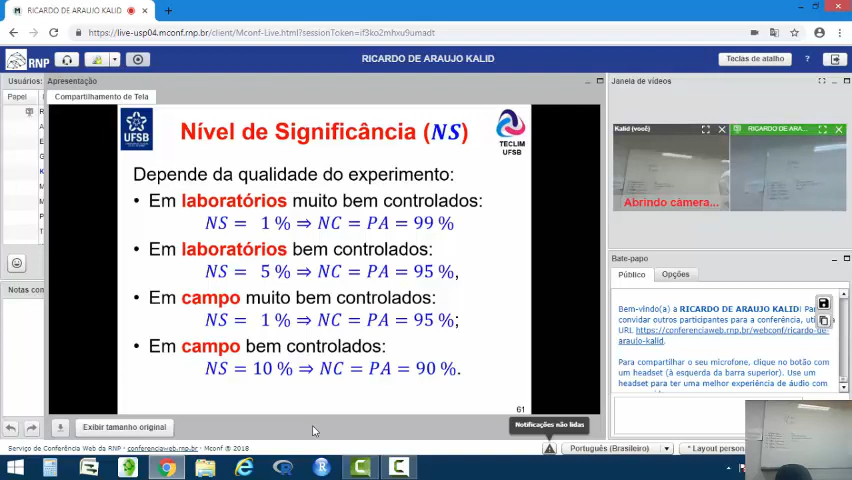 RICARDO DE ARAUJO KALID
https://live-usp04.mconf.rnp.br/client/Mconf-Live.html?sessionToken=if3ko2mhxu9umadt
RNP
RICARDO DE ARAUJO KALID
Teclas de atalho
?
Usuários:
Apresentação
Janela de vídeos
Papel
Compartilhamento de Tela
UFSB
Nível de Significância (NS)
TECLIM
UFSB
Depende da qualidade do experimento:
• Em laboratórios muito bem controlados:
NS = 1 % ⇒ NC = PA = 99 %
• Em laboratórios bem controlados:
NS = 5 % ⇒ NC = PA = 95 %,
• Em campo muito bem controlados:
NS = 1 % ⇒ NC = PA = 95 %;
• Em campo bem controlados:
NS = 10 % ⇒ NC = PA = 90 %.
61
Kalid (você)
RICARDO DE ARA...
Abrindo câmera...
Bate-papo
Público
Opções
Bem-vindo(a) a RICARDO DE ARAUJO KALID! Para
convidar outros participantes para a conferência, util
URL https://conferenciaweb.rnp.br/webconf/ricardo-de-
araujo-kalid.
Para compartilhar o seu microfone, clique no botão com
um headset (à esquerda da barra superior). Use um
headset para ter uma melhor experiência de áudio com
Notas con
Exibir tamanho original
Notificações não lidas
Serviço de Conferência Web da RNP - conferenciaweb.rnp.br - Mconf @ 2018
Português (Brasileiro)
* Layout person